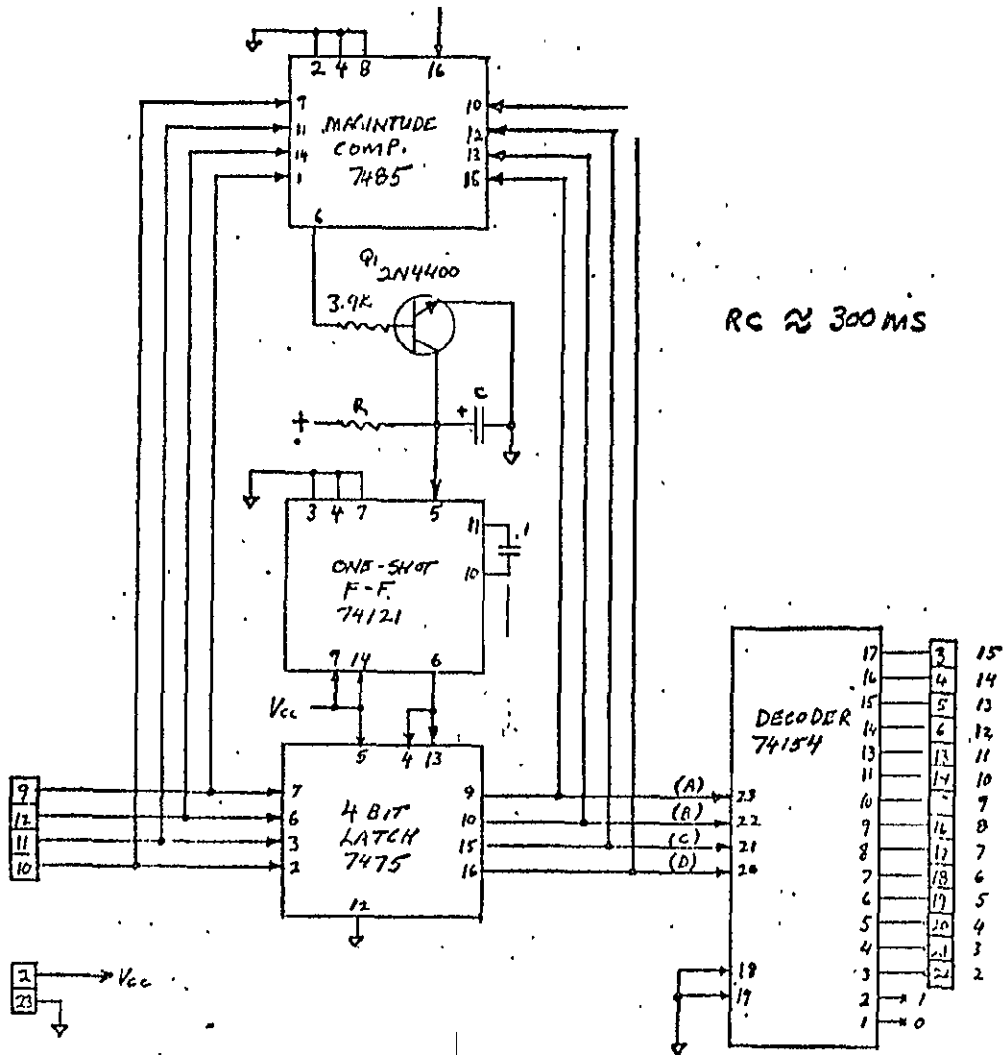 2 4 8 16
9 10
11 MAGINTUDE 12
14 COMP. 13
1 7485 15
6
Q1 2N4400
3.9K
RC ≈ 300 MS
R + C
+
3 4 7 5
11 .1
ONE-SHOT 10
F-F.
74121
9 14 6
Vcc
5 4 13
9 7 9 (A) 23
12 6 4 BIT 10 (B) 22
11 3 LATCH 15 (C) 21
10 2 7475 16 (D) 20
12
2 Vcc
23
DECODER
74154
18
19
17 3 15
16 4 14
15 5 13
14 6 12
13 13 11
11 14 10
10 9
9 16 8
8 17 7
7 18 6
6 19 5
5 20 4
4 21 3
3 2
2 1
1 0